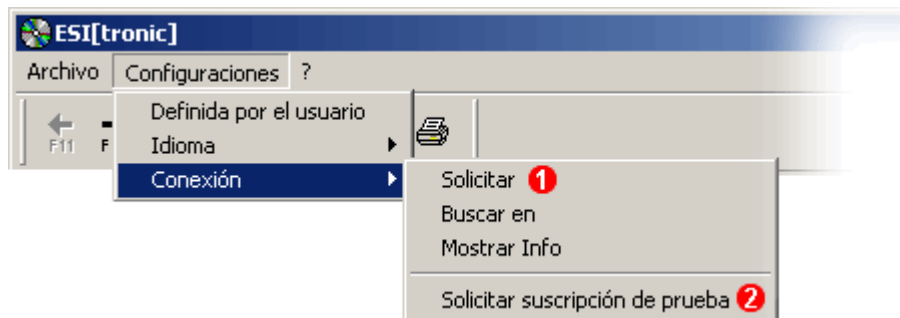 ESI[tronic]
Archivo Configuraciones ?
Definida por el usuario
F11 F
Idioma
Conexión
Solicitar 1
Buscar en
Mostrar Info
Solicitar suscripción de prueba 2